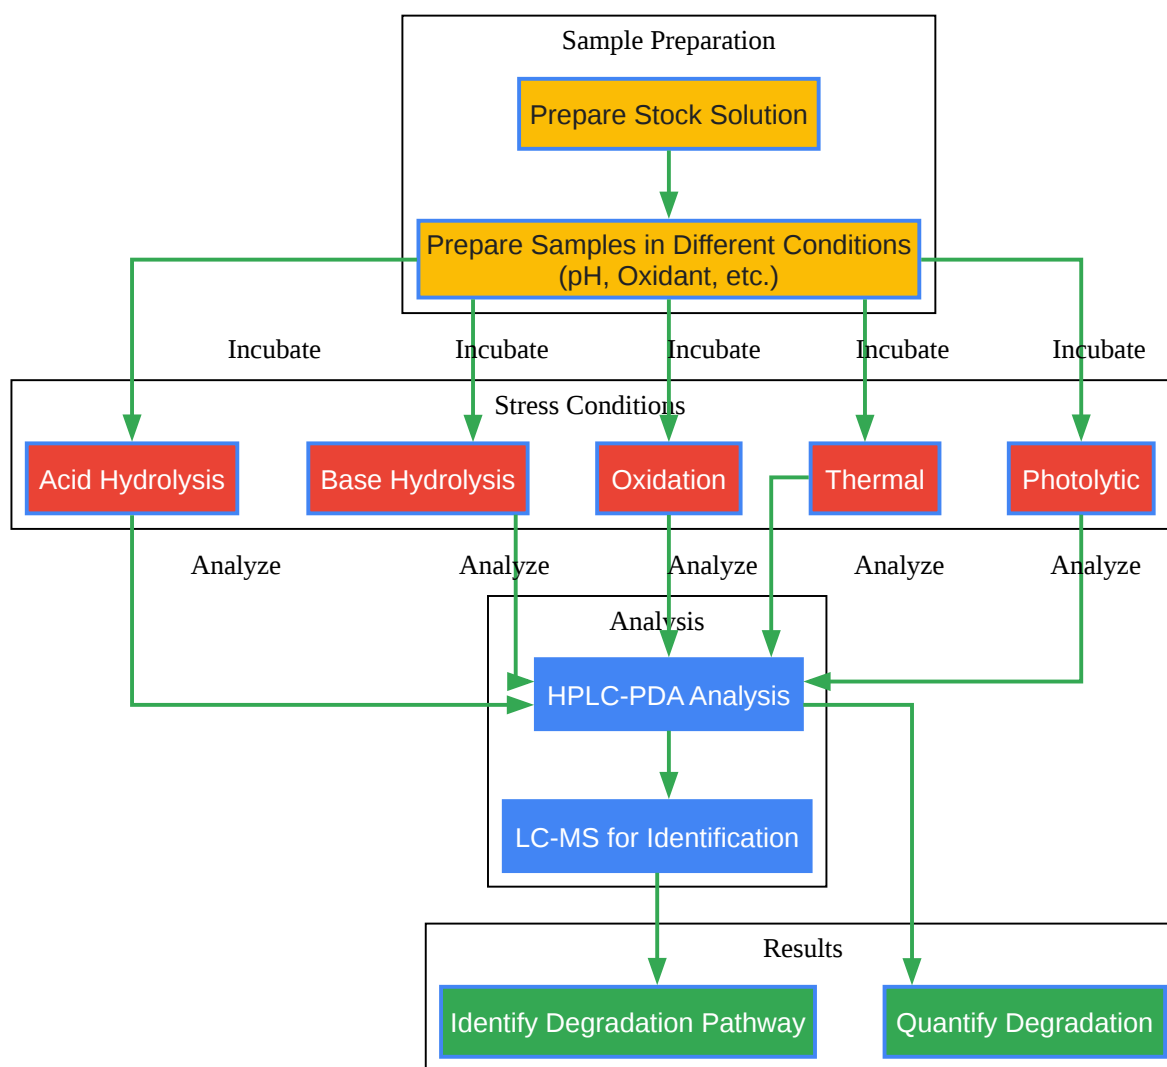 Sample Preparation
Prepare Stock Solution
Prepare Samples in Different Conditions
(pH, Oxidant, etc.)
Incubate
Incubate
Incubate
Incubate
Incubate
Stress Conditions
Acid Hydrolysis
Base Hydrolysis
Oxidation
Thermal
Photolytic
Analyze
Analyze
Analyze
Analyze
Analyze
Analysis
HPLC-PDA Analysis
LC-MS for Identification
Results
Identify Degradation Pathway
Quantify Degradation